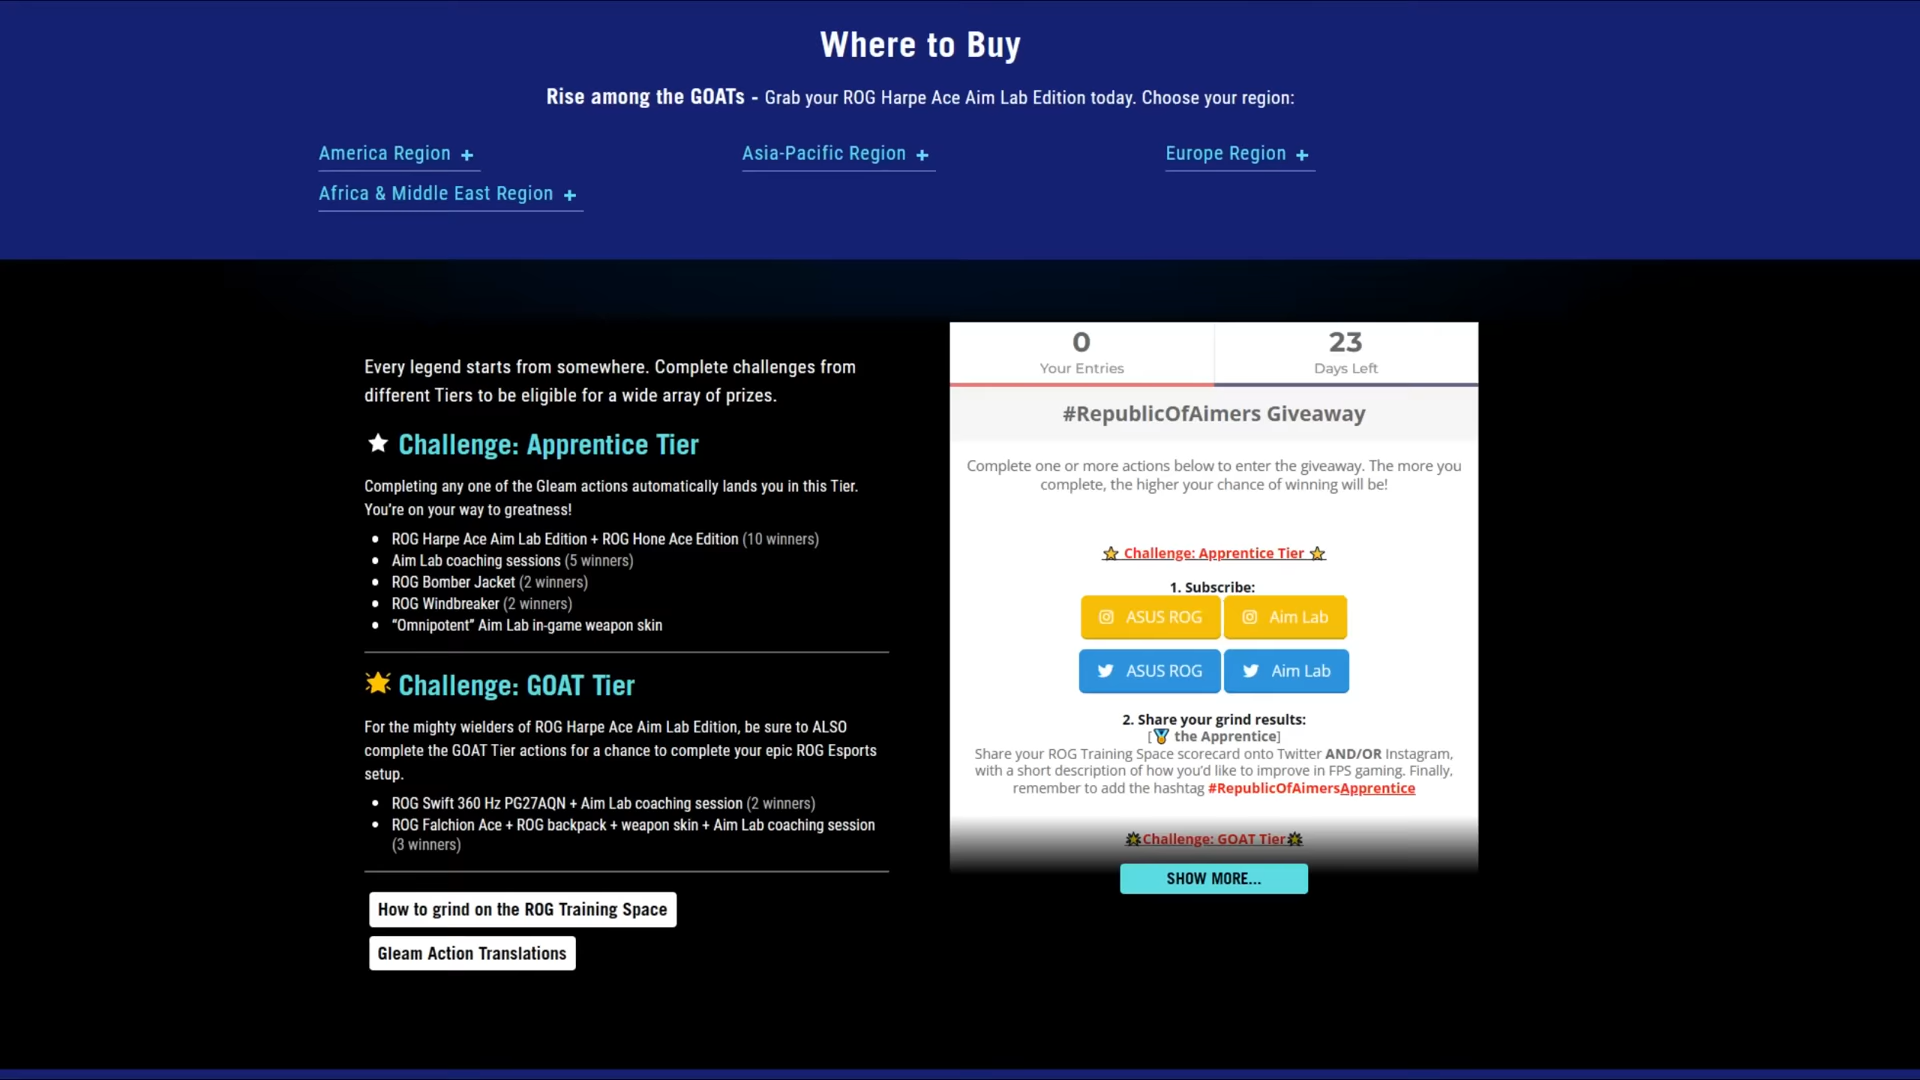 Where to Buy
Rise among the GOATs - Grab your ROG Harpe Ace Aim Lab Edition today. Choose your region:
America Region +
Asia-Pacific Region +
Europe Region +
Africa & Middle East Region +
Every legend starts from somewhere. Complete challenges from
different Tiers to be eligible for a wide array of prizes.
Challenge: Apprentice Tier
Completing any one of the Gleam actions automatically lands you in this Tier.
You're on your way to greatness!
• ROG Harpe Ace Aim Lab Edition + ROG Hone Ace Edition (10 winners)
• Aim Lab coaching sessions (5 winners)
• ROG Bomber Jacket (2 winners)
• ROG Windbreaker (2 winners)
• “Omnipotent” Aim Lab in-game weapon skin
Challenge: GOAT Tier
For the mighty wielders of ROG Harpe Ace Aim Lab Edition, be sure to ALSO
complete the GOAT Tier actions for a chance to complete your epic ROG Esports
setup.
• ROG Swift 360 Hz PG27AQN + Aim Lab coaching session (2 winners)
• ROG Falchion Ace + ROG backpack + weapon skin + Aim Lab coaching session
(3 winners)
How to grind on the ROG Training Space
Gleam Action Translations
0
Your Entries
23
Days Left
#RepublicOfAimers Giveaway
Complete one or more actions below to enter the giveaway. The more you
complete, the higher your chance of winning will be!
Challenge: Apprentice Tier
1. Subscribe:
ASUS ROG
Aim Lab
ASUS ROG
Aim Lab
2. Share your grind results:
[🏅 the Apprentice]
Share your ROG Training Space scorecard onto Twitter AND/OR Instagram,
with a short description of how you'd like to improve in FPS gaming. Finally,
remember to add the hashtag #RepublicOfAimersApprentice
Challenge: GOAT Tier
SHOW MORE...